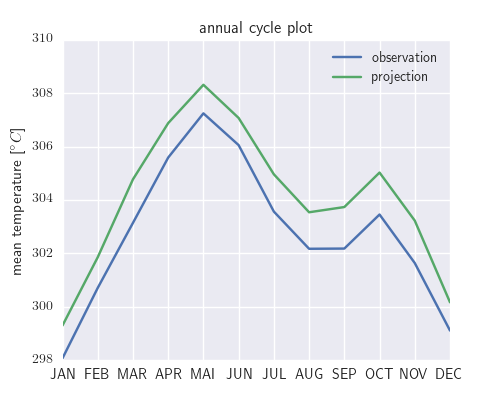 annual cycle plot
310
308
306
304
302
300
298
mean temperature [°C]
observation
projection
JAN FEB MAR APR MAI JUN JUL AUG SEP OCT NOV DEC